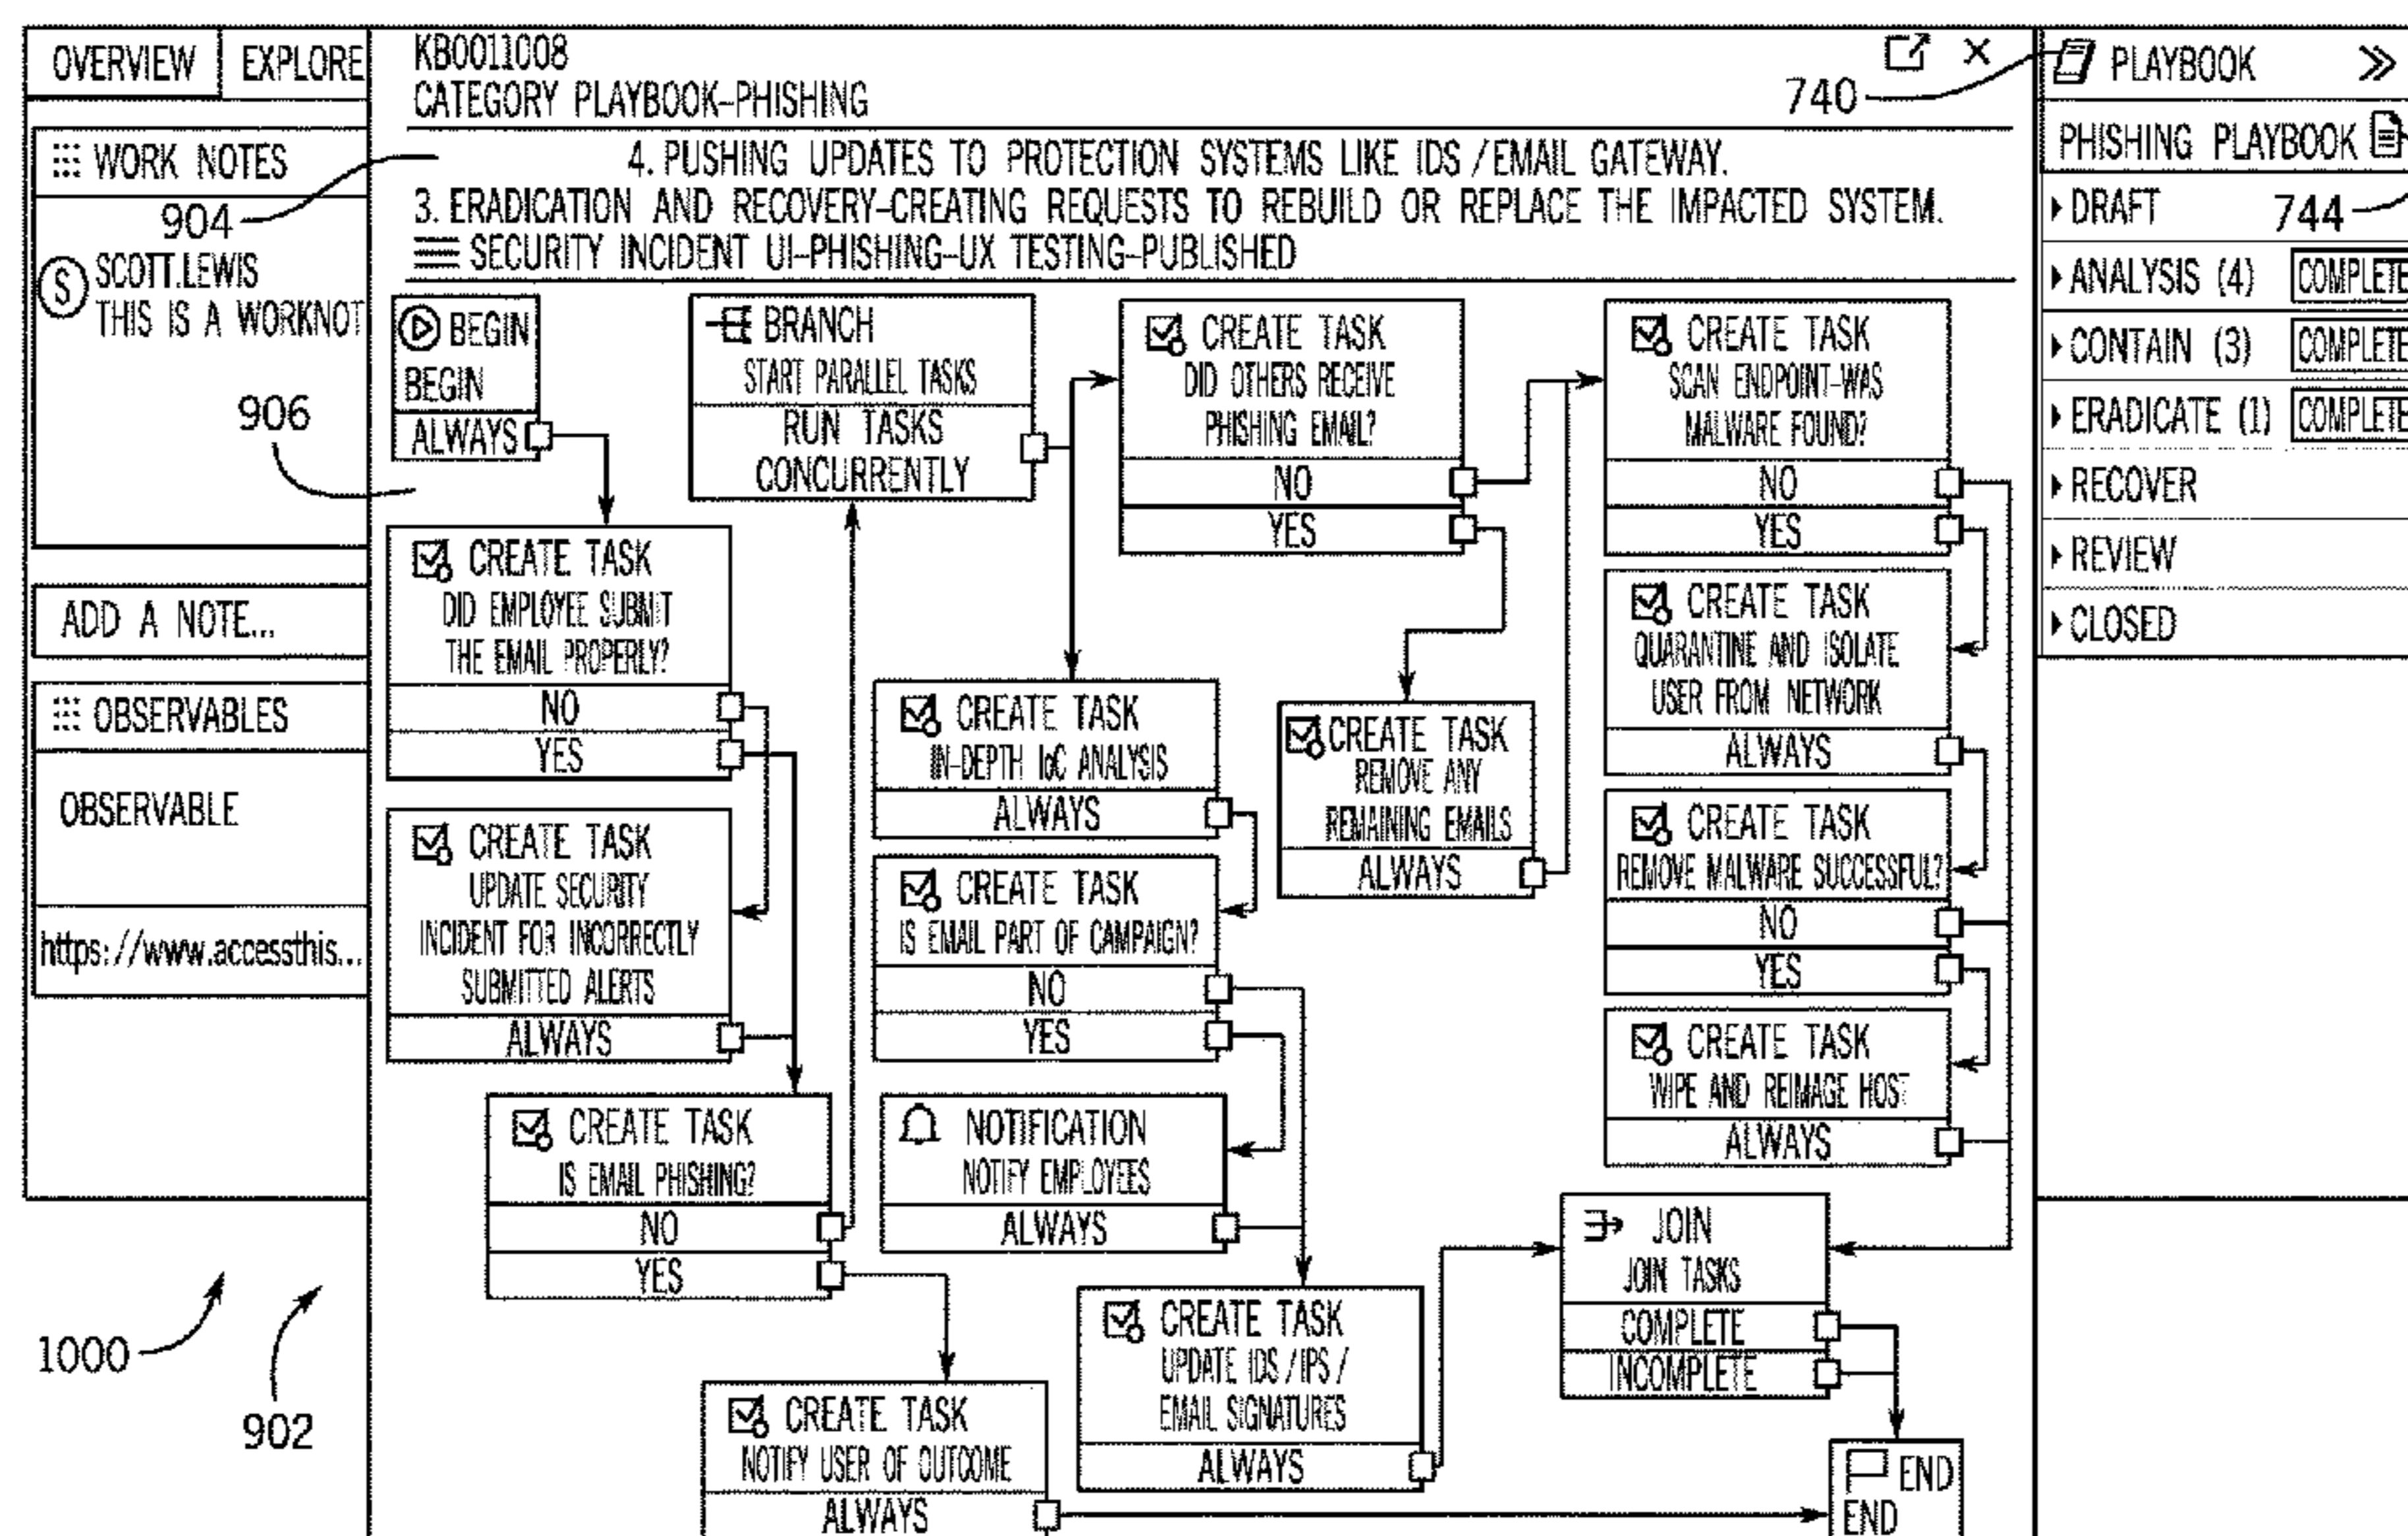 OVERVIEW
EXPLORE
WORK NOTES
904
S
SCOTT.LEWIS
THIS IS A WORKNOT
906
ADD A NOTE...
OBSERVABLES
OBSERVABLE
https://www.accessthis...
1000
902
KB0011008
CATEGORY PLAYBOOK-PHISHING
740
4. PUSHING UPDATES TO PROTECTION SYSTEMS LIKE IDS /EMAIL GATEWAY.
3. ERADICATION AND RECOVERY-CREATING REQUESTS TO REBUILD OR REPLACE THE IMPACTED SYSTEM.
SECURITY INCIDENT UI-PHISHING-UX TESTING-PUBLISHED
BEGIN
BEGIN
ALWAYS
CREATE TASK
DID EMPLOYEE SUBMIT
THE EMAIL PROPERLY?
NO
YES
CREATE TASK
UPDATE SECURITY
INCIDENT FOR INCORRECTLY
SUBMITTED ALERTS
ALWAYS
CREATE TASK
IS EMAIL PHISHING?
NO
YES
CREATE TASK
NOTIFY USER OF OUTCOME
ALWAYS
BRANCH
START PARALLEL TASKS
RUN TASKS
CONCURRENTLY
CREATE TASK
IN-DEPTH IoC ANALYSIS
ALWAYS
CREATE TASK
IS EMAIL PART OF CAMPAIGN?
NO
YES
NOTIFICATION
NOTIFY EMPLOYEES
ALWAYS
CREATE TASK
UPDATE IDS /IPS /
EMAIL SIGNATURES
ALWAYS
CREATE TASK
DID OTHERS RECEIVE
PHISHING EMAIL?
NO
YES
CREATE TASK
REMOVE ANY
REMAINING EMAILS
ALWAYS
CREATE TASK
SCAN ENDPOINT-WAS
MALWARE FOUND?
NO
YES
CREATE TASK
QUARANTINE AND ISOLATE
USER FROM NETWORK
ALWAYS
CREATE TASK
REMOVE MALWARE SUCCESSFUL?
NO
YES
CREATE TASK
WIPE AND REIMAGE HOST
ALWAYS
JOIN
JOIN TASKS
COMPLETE
INCOMPLETE
END
END
PLAYBOOK
PHISHING PLAYBOOK
DRAFT
744
ANALYSIS (4) COMPLETE
CONTAIN (3) COMPLETE
ERADICATE (1) COMPLETE
RECOVER
REVIEW
CLOSED